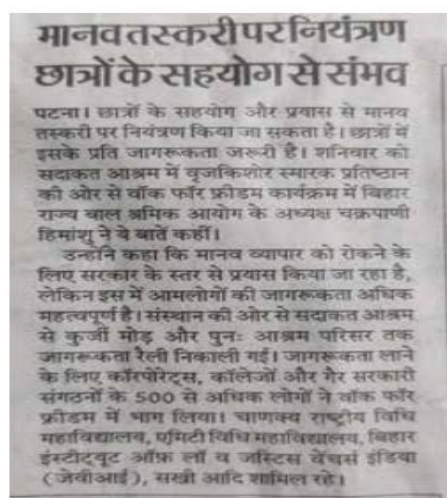 मानव तस्करी पर नियंत्रण
छात्रों के सहयोग से संभव
पटना। छात्रों के सहयोग और प्रयास से मानव
तस्करी पर नियंत्रण किया जा सकता है। छात्रों में
इसके प्रति जागरूकता जरूरी है। शनिवार को
सदाकत आश्रम में वृजकिशोर स्मारक प्रतिष्ठान
की ओर से वॉक फॉर फ्रीडम कार्यक्रम में बिहार
राज्य बाल श्रमिक आयोग के अध्यक्ष चक्रपाणी
हिमांशु ने ये बातें कहीं।
उन्होंने कहा कि मानव व्यापार को रोकने के
लिए सरकार के स्तर से प्रयास किया जा रहा है,
लेकिन इस में आमलोगों की जागरूकता अधिक
महत्वपूर्ण है। संस्थान की ओर से सदाकत आश्रम
से कुर्जी मोड़ और पुनः आश्रम परिसर तक
जागरूकता रैली निकाली गई। जागरूकता लाने
के लिए कॉरपोरेट्स, कॉलेजों और गैर सरकारी
संगठनों के 500 से अधिक लोगों ने वॉक फॉर
फ्रीडम में भाग लिया। चाणक्य राष्ट्रीय विधि
महाविद्यालय, एमिटी विधि महाविद्यालय, बिहार
इंस्टीट्यूट ऑफ़ लॉ व जस्टिस वेंचर्स इंडिया
(जेवीआई), सखी आदि शामिल रहे।